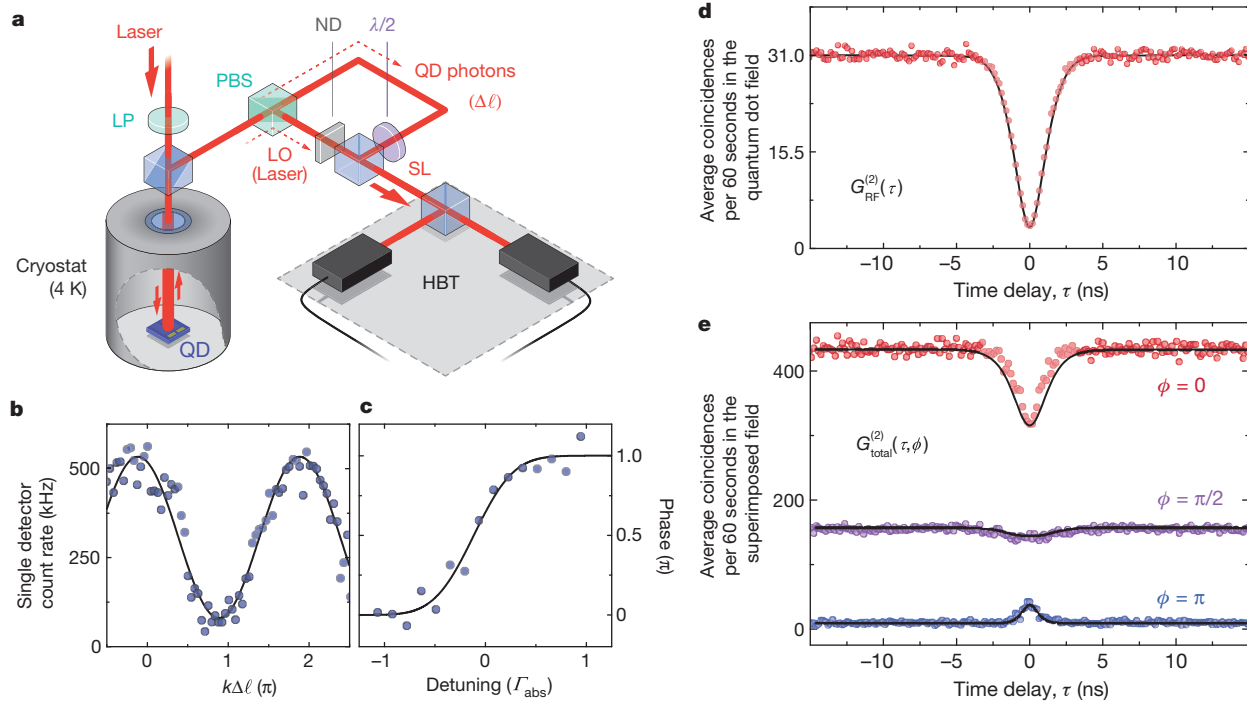 a
Laser
LP
PBS
ND
λ/2
QD photons
(Δℓ)
LO
(Laser)
SL
Cryostat
(4 K)
QD
HBT
b
Single detector
count rate (kHz)
500
250
0
0
1
2
kΔℓ (π)
c
1.0
0.5
0
Phase (π)
−1
0
1
Detuning (Γabs)
d
Average coincidences
per 60 seconds in the
quantum dot field
31.0
15.5
0
G(2)RF(τ)
−10
−5
0
5
10
Time delay, τ (ns)
e
Average coincidences
per 60 seconds in the
superimposed field
400
200
0
ϕ = 0
G(2)total(τ,ϕ)
ϕ = π/2
ϕ = π
−10
−5
0
5
10
Time delay, τ (ns)